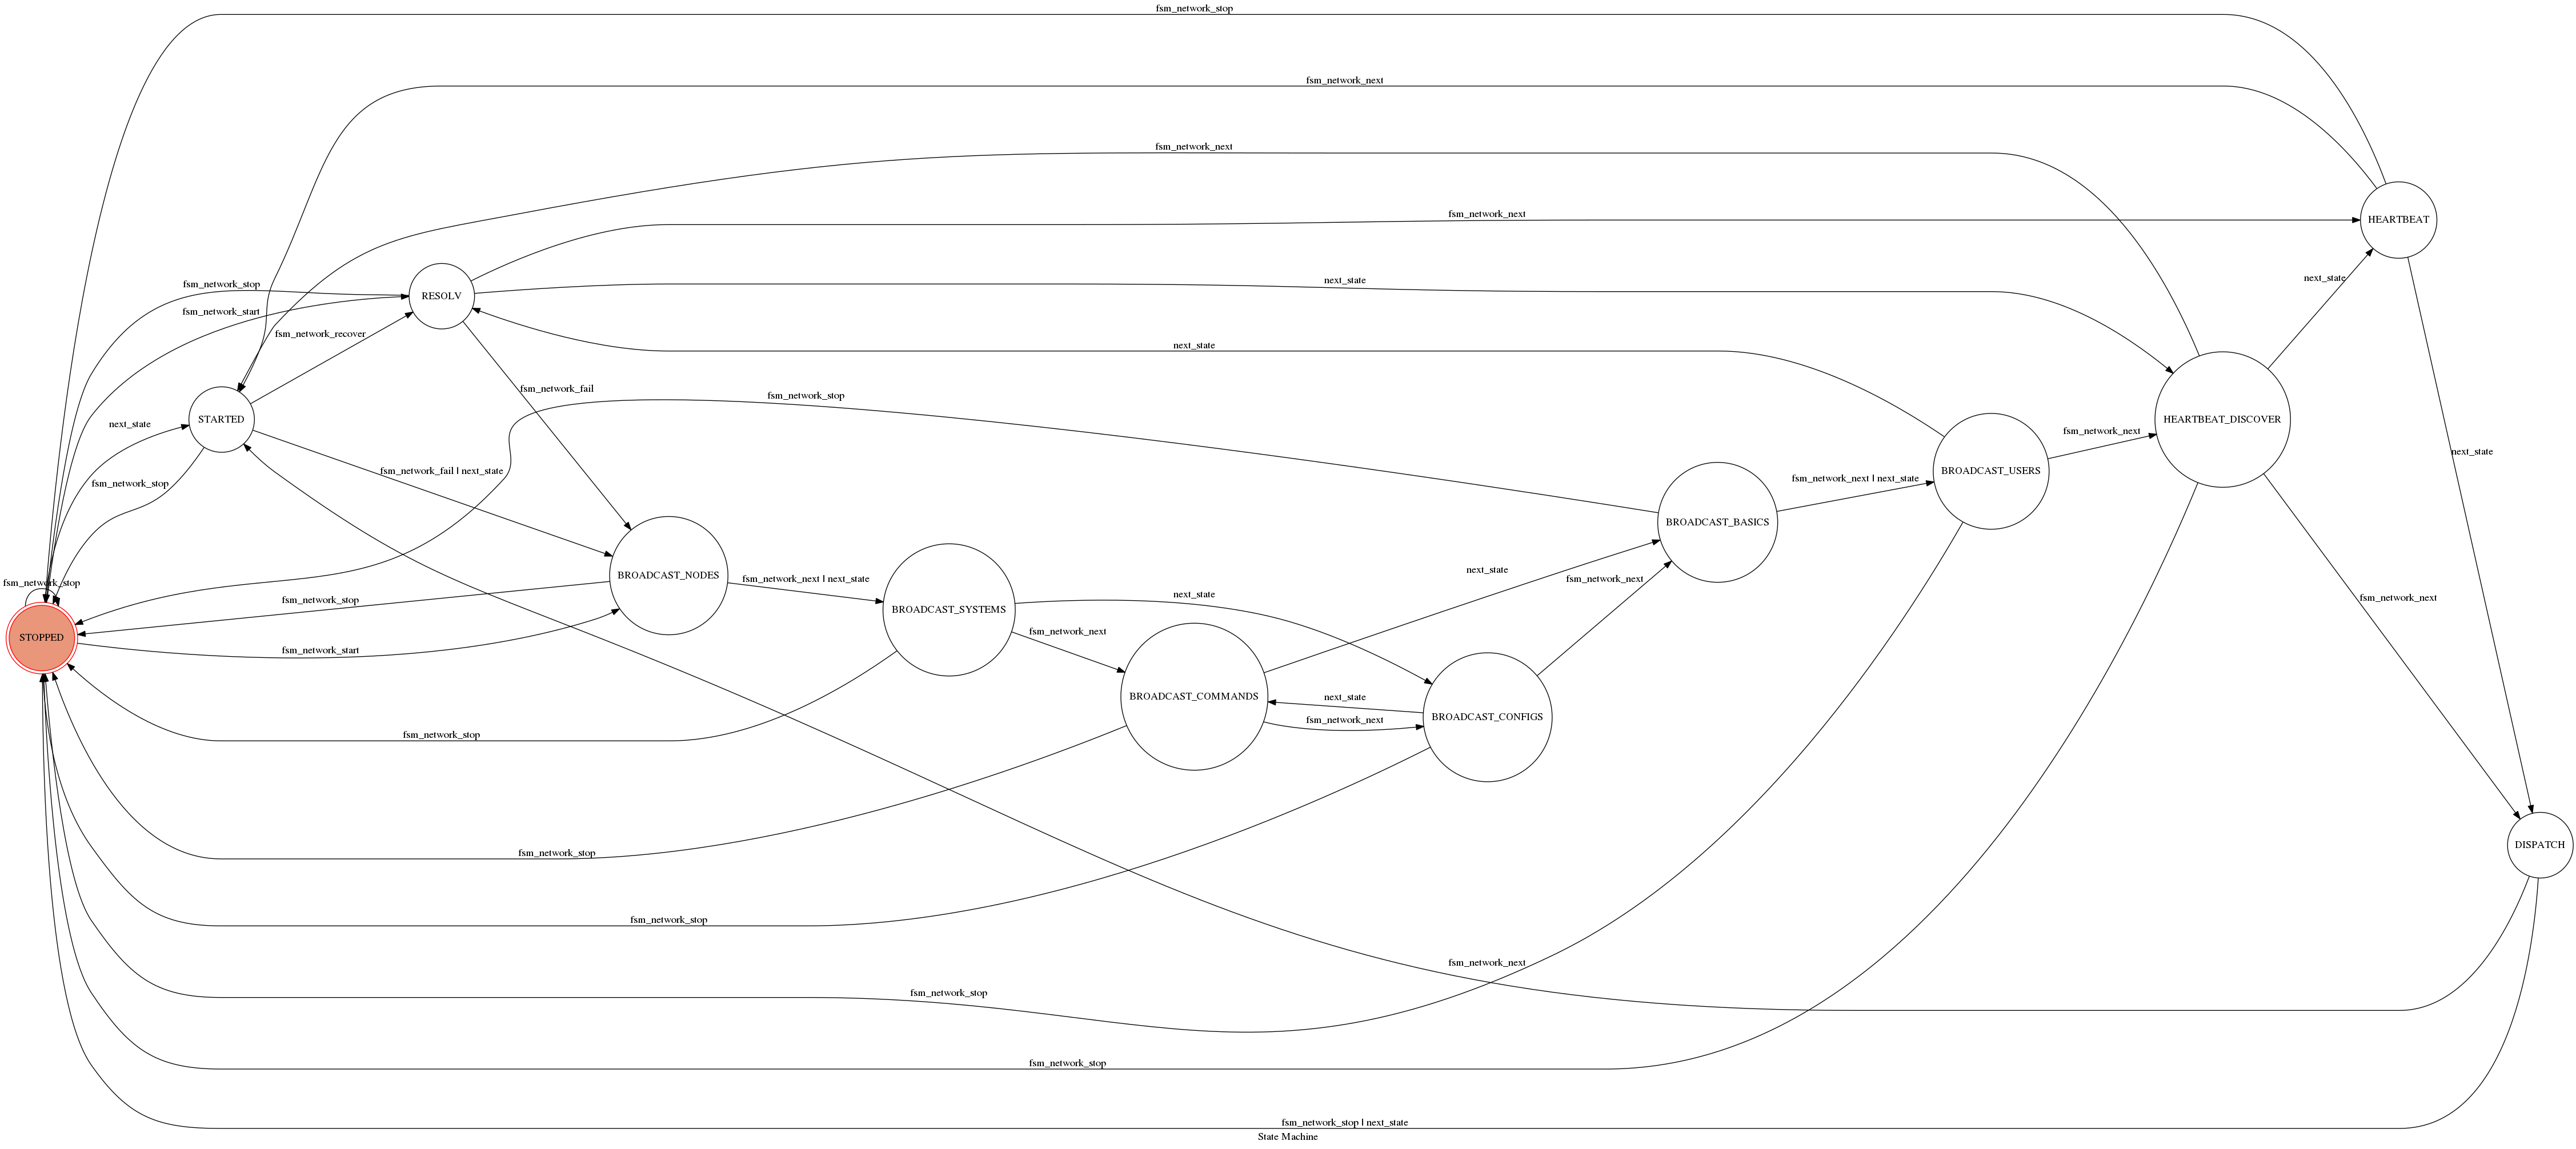 fsm_network_stop
fsm_network_next
fsm_network_next
fsm_network_next
HEARTBEAT
next_state
next_state
fsm_network_stop
RESOLV
fsm_network_start
fsm_network_recover
next_state
fsm_network_fail
fsm_network_stop
next_state
STARTED
HEARTBEAT_DISCOVER
fsm_network_next
next_state
fsm_network_fail | next_state
BROADCAST_USERS
fsm_network_next | next_state
fsm_network_stop
BROADCAST_BASICS
next_state
fsm_network_stop
BROADCAST_NODES
fsm_network_next | next_state
fsm_network_next
next_state
fsm_network_stop
fsm_network_next
BROADCAST_SYSTEMS
fsm_network_next
STOPPED
fsm_network_start
BROADCAST_COMMANDS
next_state
BROADCAST_CONFIGS
fsm_network_next
fsm_network_stop
DISPATCH
fsm_network_stop
fsm_network_stop
fsm_network_next
fsm_network_stop
fsm_network_stop
fsm_network_stop | next_state
State Machine